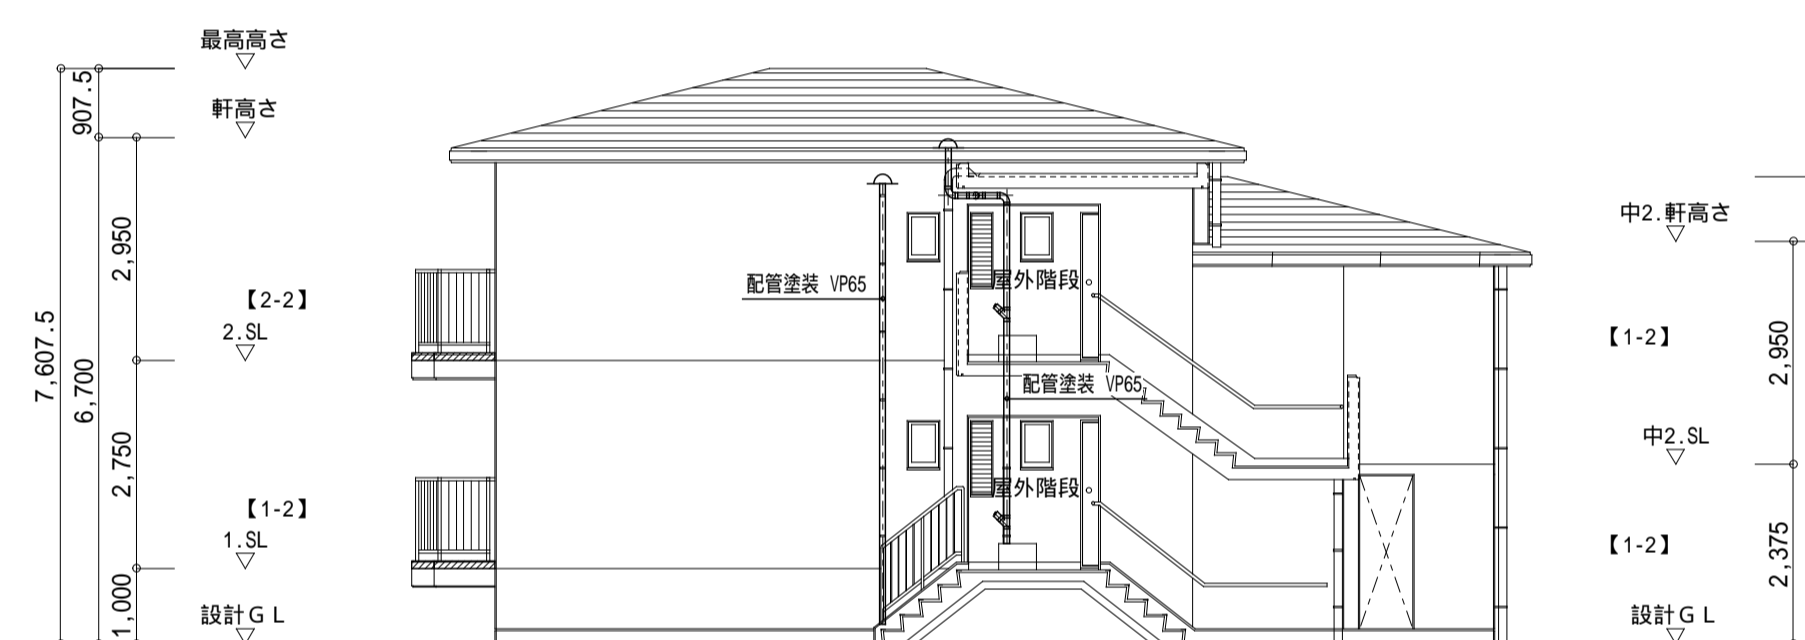 最高高さ
907.5
軒高さ
2,950
中2.軒高さ
配管塗装 VP65
屋外階段
【2-2】
2.SL
7,607.5
6,700
【1-2】
2,950
配管塗装 VP65
2,750
中2.SL
【1-2】
1.SL
屋外階段
【1-2】
2,375
1,000
設計ＧＬ
設計ＧＬ